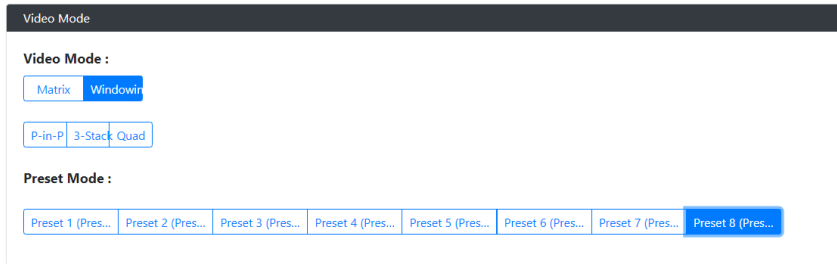 Video Mode
Video Mode :
Matrix Windowin
P-in-P 3-Stack Quad
Preset Mode :
Preset 1 (Pres... Preset 2 (Pres... Preset 3 (Pres... Preset 4 (Pres... Preset 5 (Pres... Preset 6 (Pres... Preset 7 (Pres... Preset 8 (Pres...